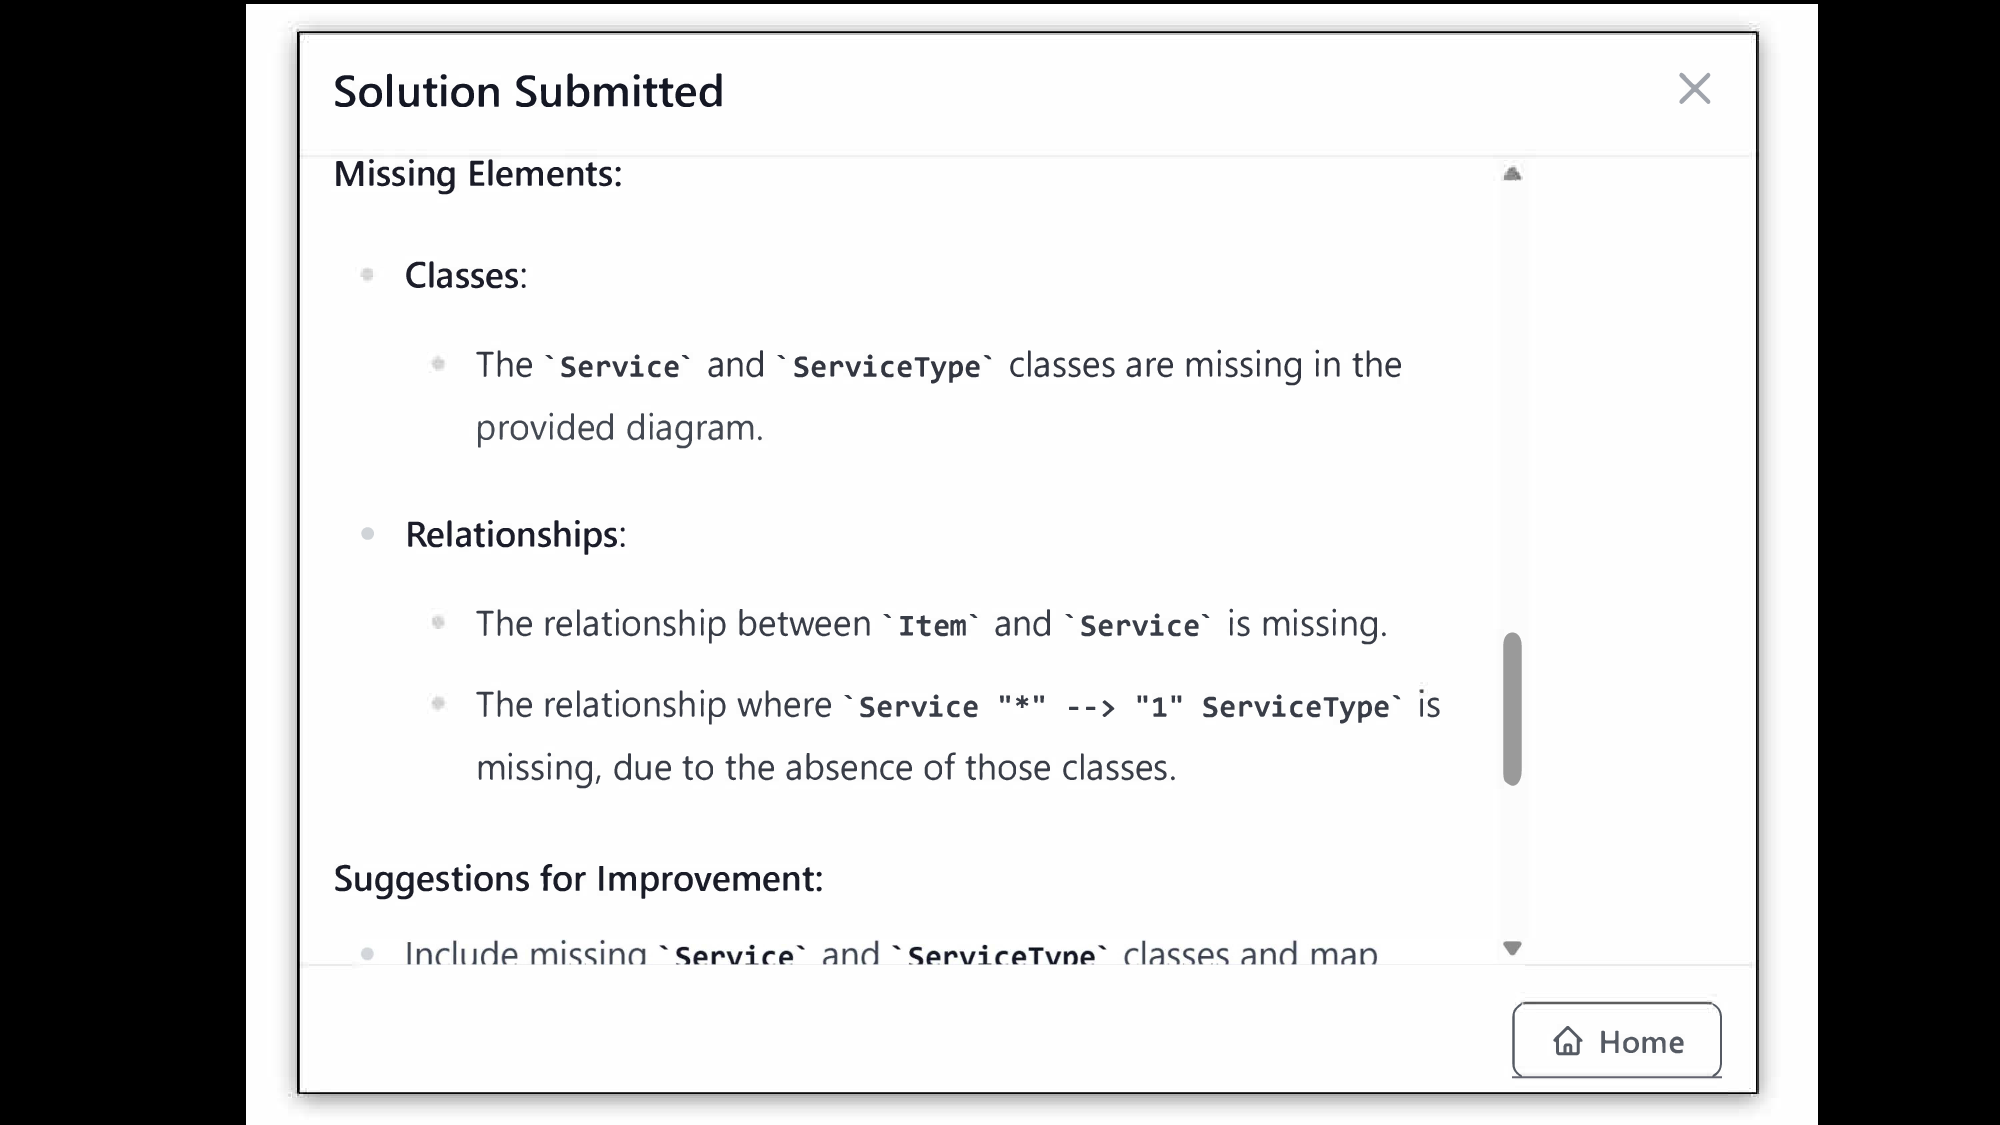 Solution Submitted
Missing Elements:
Classes:
The `Service` and `ServiceType` classes are missing in the
provided diagram.
Relationships:
The relationship between `Item` and `Service` is missing.
The relationship where `Service "*" --> "1" ServiceType` is
missing, due to the absence of those classes.
Suggestions for Improvement:
Include missing `Service` and `ServiceType` classes and map
Home